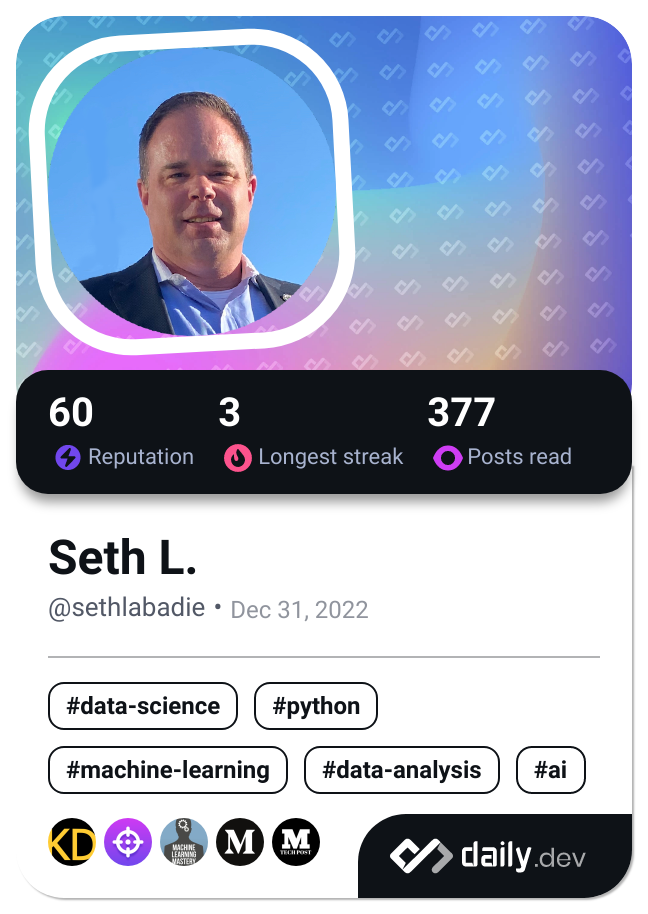 60 3 377
Reputation Longest streak Posts read
Seth L.
@sethlabadie • Dec 31, 2022
#data-science #python
#machine-learning #data-analysis #ai
KD MACHINE LEARNING MASTERY M M TECH POST
daily.dev